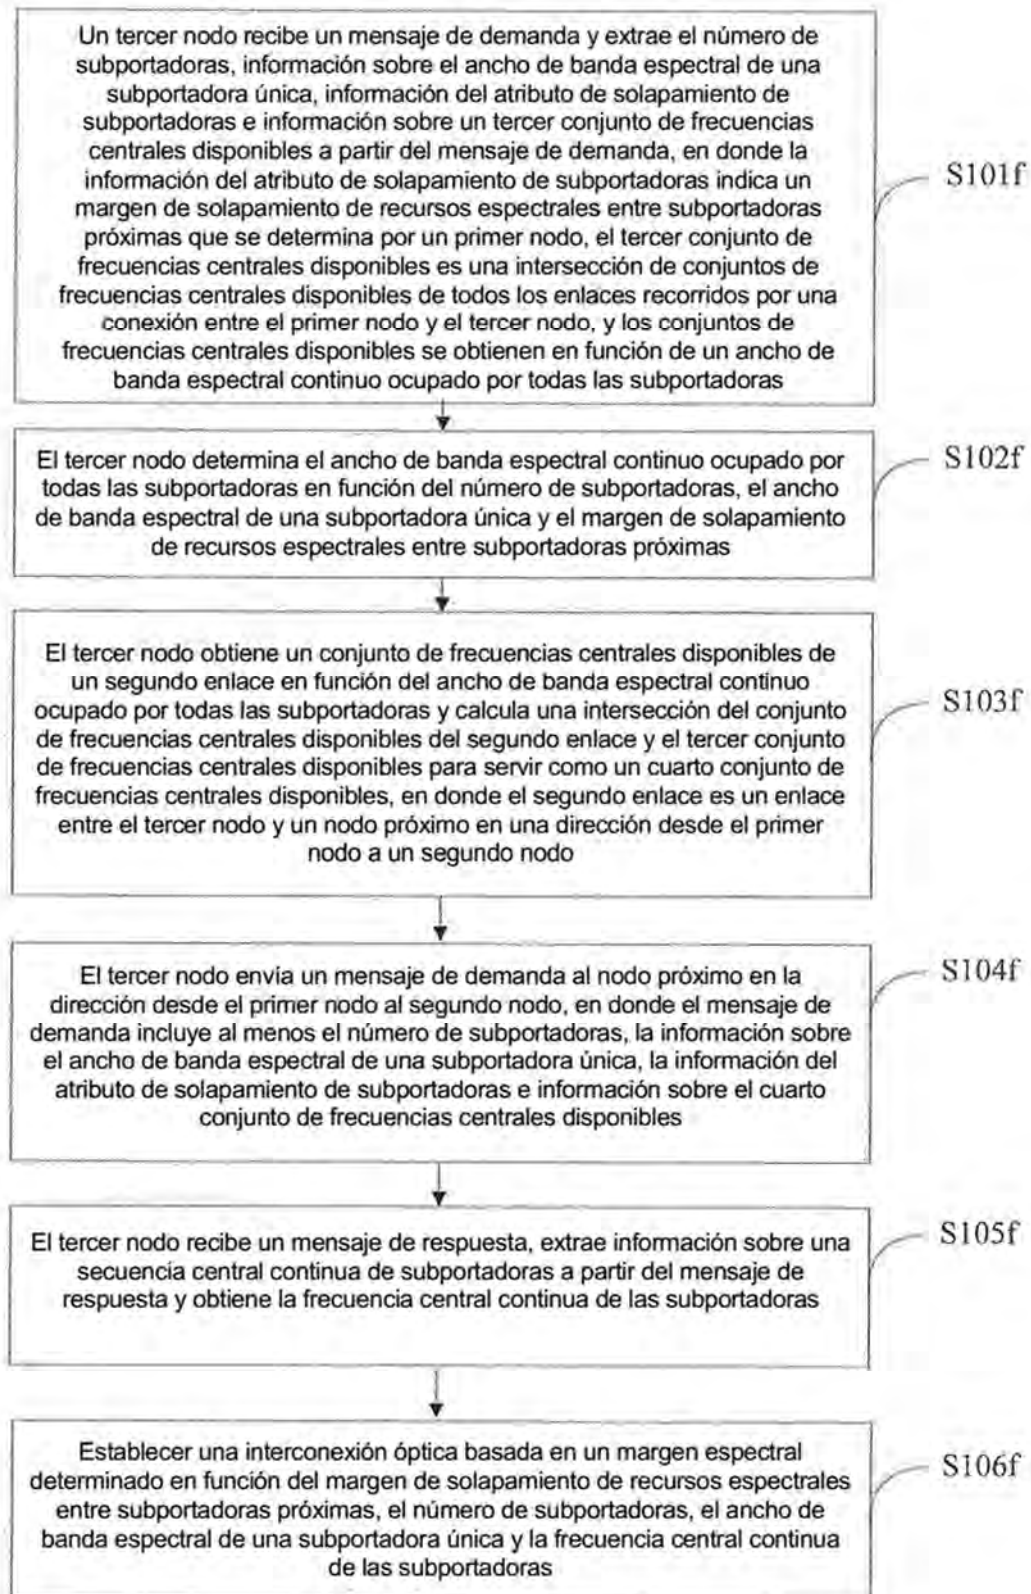 Un tercer nodo recibe un mensaje de demanda y extrae el número de
subportadoras, información sobre el ancho de banda espectral de una
subportadora única, información del atributo de solapamiento de
subportadoras e información sobre un tercer conjunto de frecuencias
centrales disponibles a partir del mensaje de demanda, en donde la
información del atributo de solapamiento de subportadoras indica un
margen de solapamiento de recursos espectrales entre subportadoras
próximas que se determina por un primer nodo, el tercer conjunto de
frecuencias centrales disponibles es una intersección de conjuntos de
frecuencias centrales disponibles de todos los enlaces recorridos por una
conexión entre el primer nodo y el tercer nodo, y los conjuntos de
frecuencias centrales disponibles se obtienen en función de un ancho de
banda espectral continuo ocupado por todas las subportadoras
S101f
El tercer nodo determina el ancho de banda espectral continuo ocupado por
todas las subportadoras en función del número de subportadoras, el ancho
de banda espectral de una subportadora única y el margen de solapamiento
de recursos espectrales entre subportadoras próximas
S102f
El tercer nodo obtiene un conjunto de frecuencias centrales disponibles de
un segundo enlace en función del ancho de banda espectral continuo
ocupado por todas las subportadoras y calcula una intersección del conjunto
de frecuencias centrales disponibles del segundo enlace y el tercer conjunto
de frecuencias centrales disponibles para servir como un cuarto conjunto de
frecuencias centrales disponibles, en donde el segundo enlace es un enlace
entre el tercer nodo y un nodo próximo en una dirección desde el primer
nodo a un segundo nodo
S103f
El tercer nodo envía un mensaje de demanda al nodo próximo en la
dirección desde el primer nodo al segundo nodo, en donde el mensaje de
demanda incluye al menos el número de subportadoras, la información sobre
el ancho de banda espectral de una subportadora única, la información del
atributo de solapamiento de subportadoras e información sobre el cuarto
conjunto de frecuencias centrales disponibles
S104f
El tercer nodo recibe un mensaje de respuesta, extrae información sobre una
secuencia central continua de subportadoras a partir del mensaje de
respuesta y obtiene la frecuencia central continua de las subportadoras
S105f
Establecer una interconexión óptica basada en un margen espectral
determinado en función del margen de solapamiento de recursos espectrales
entre subportadoras próximas, el número de subportadoras, el ancho de
banda espectral de una subportadora única y la frecuencia central continua
de las subportadoras
S106f